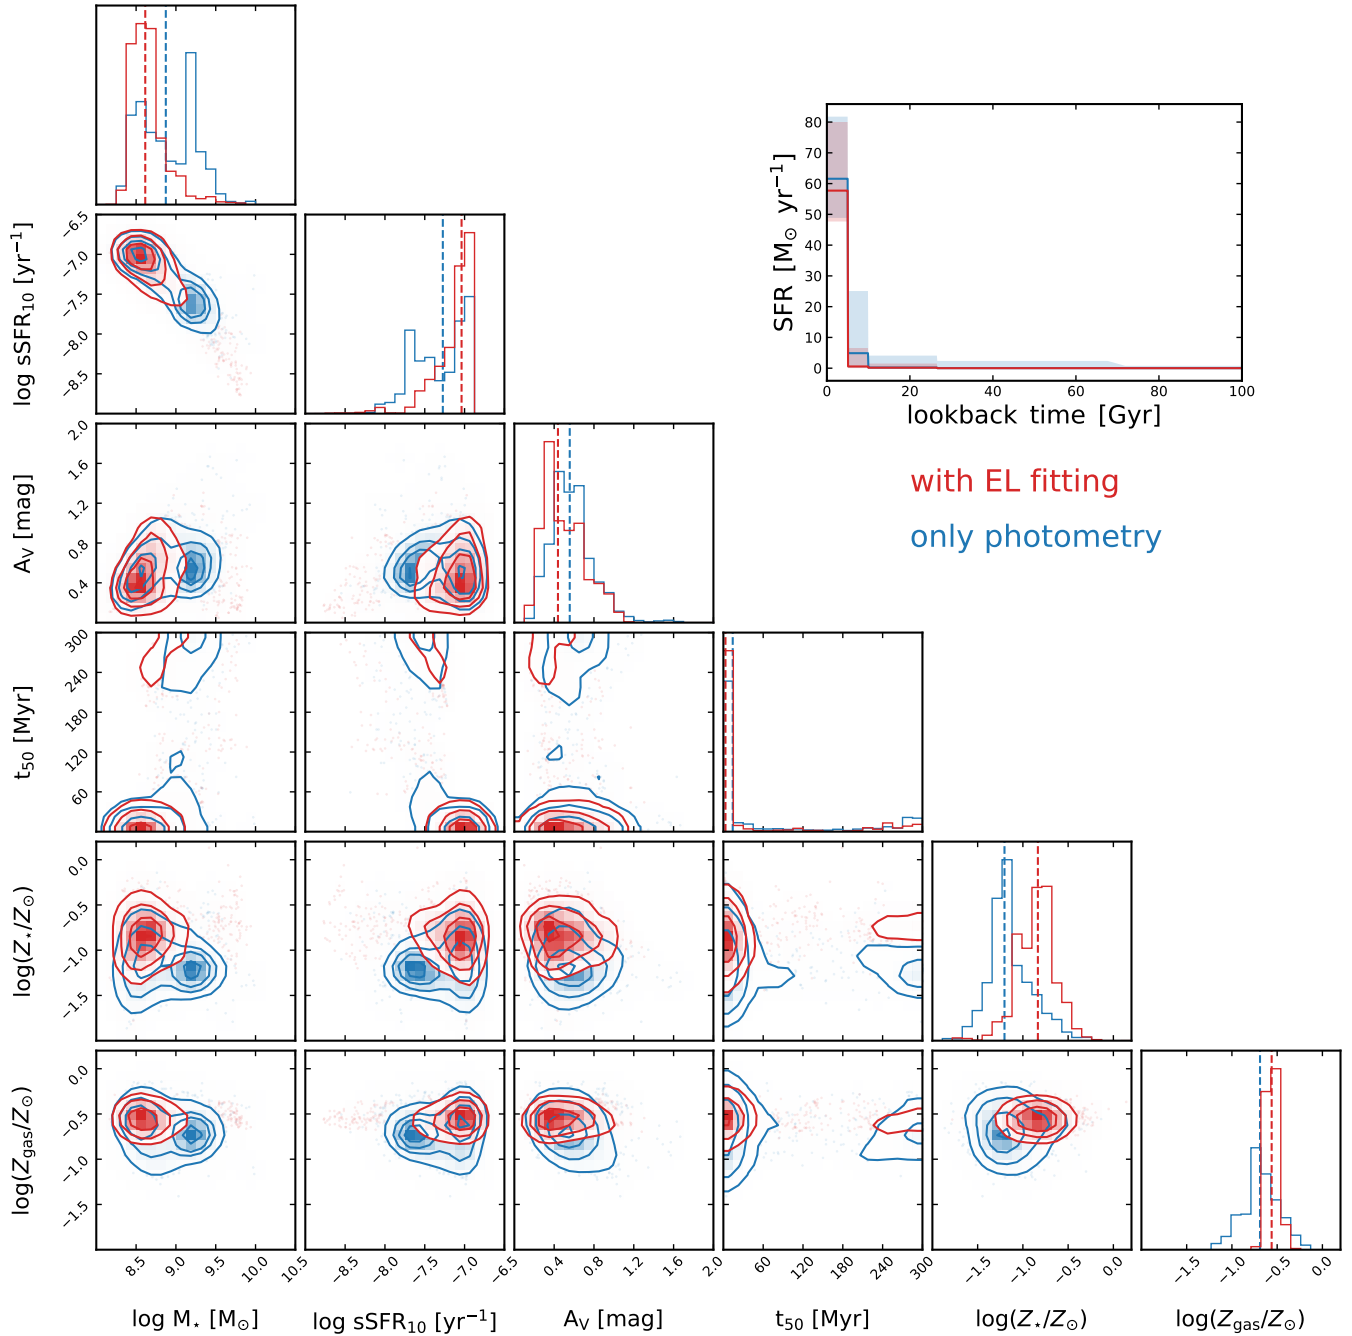 80
70
60
50
40
30
20
10
0
SFR [M⊙ yr−1]
0 20 40 60 80 100
lookback time [Gyr]
with EL fitting
only photometry
−6.5
−7.0
−7.5
−8.0
−8.5
log sSFR10 [yr−1]
2.0
1.6
1.2
0.8
0.4
AV [mag]
300
240
180
120
60
t50 [Myr]
0.0
−0.5
−1.0
−1.5
log(Z⋆/Z⊙)
0.0
−0.5
−1.0
−1.5
log(Zgas/Z⊙)
8.5 9.0 9.5 10.0 10.5
−8.5 −8.0 −7.5 −7.0 −6.5
0.4 0.8 1.2 1.6 2.0
60 120 180 240 300
−1.5 −1.0 −0.5 0.0
−1.5 −1.0 −0.5 0.0
log M⋆ [M⊙] log sSFR10 [yr−1] AV [mag] t50 [Myr] log(Z⋆/Z⊙) log(Zgas/Z⊙)